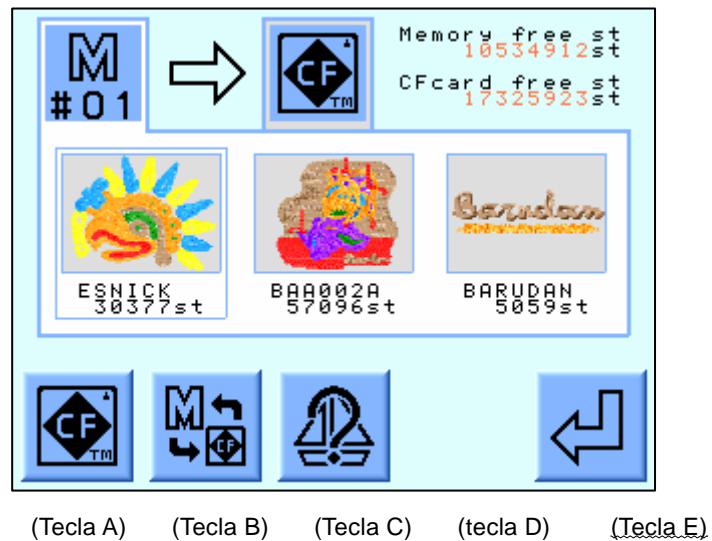 M
#01
CF
TM
Memory free st
10534912st
CFcard free st
17325923st
ESNICK
30377st
BAA002A
57096st
Barudan
BARUDAN
5059st
CF
TM
M
CF
(Tecla A) (Tecla B) (Tecla C) (tecla D) (Tecla E)